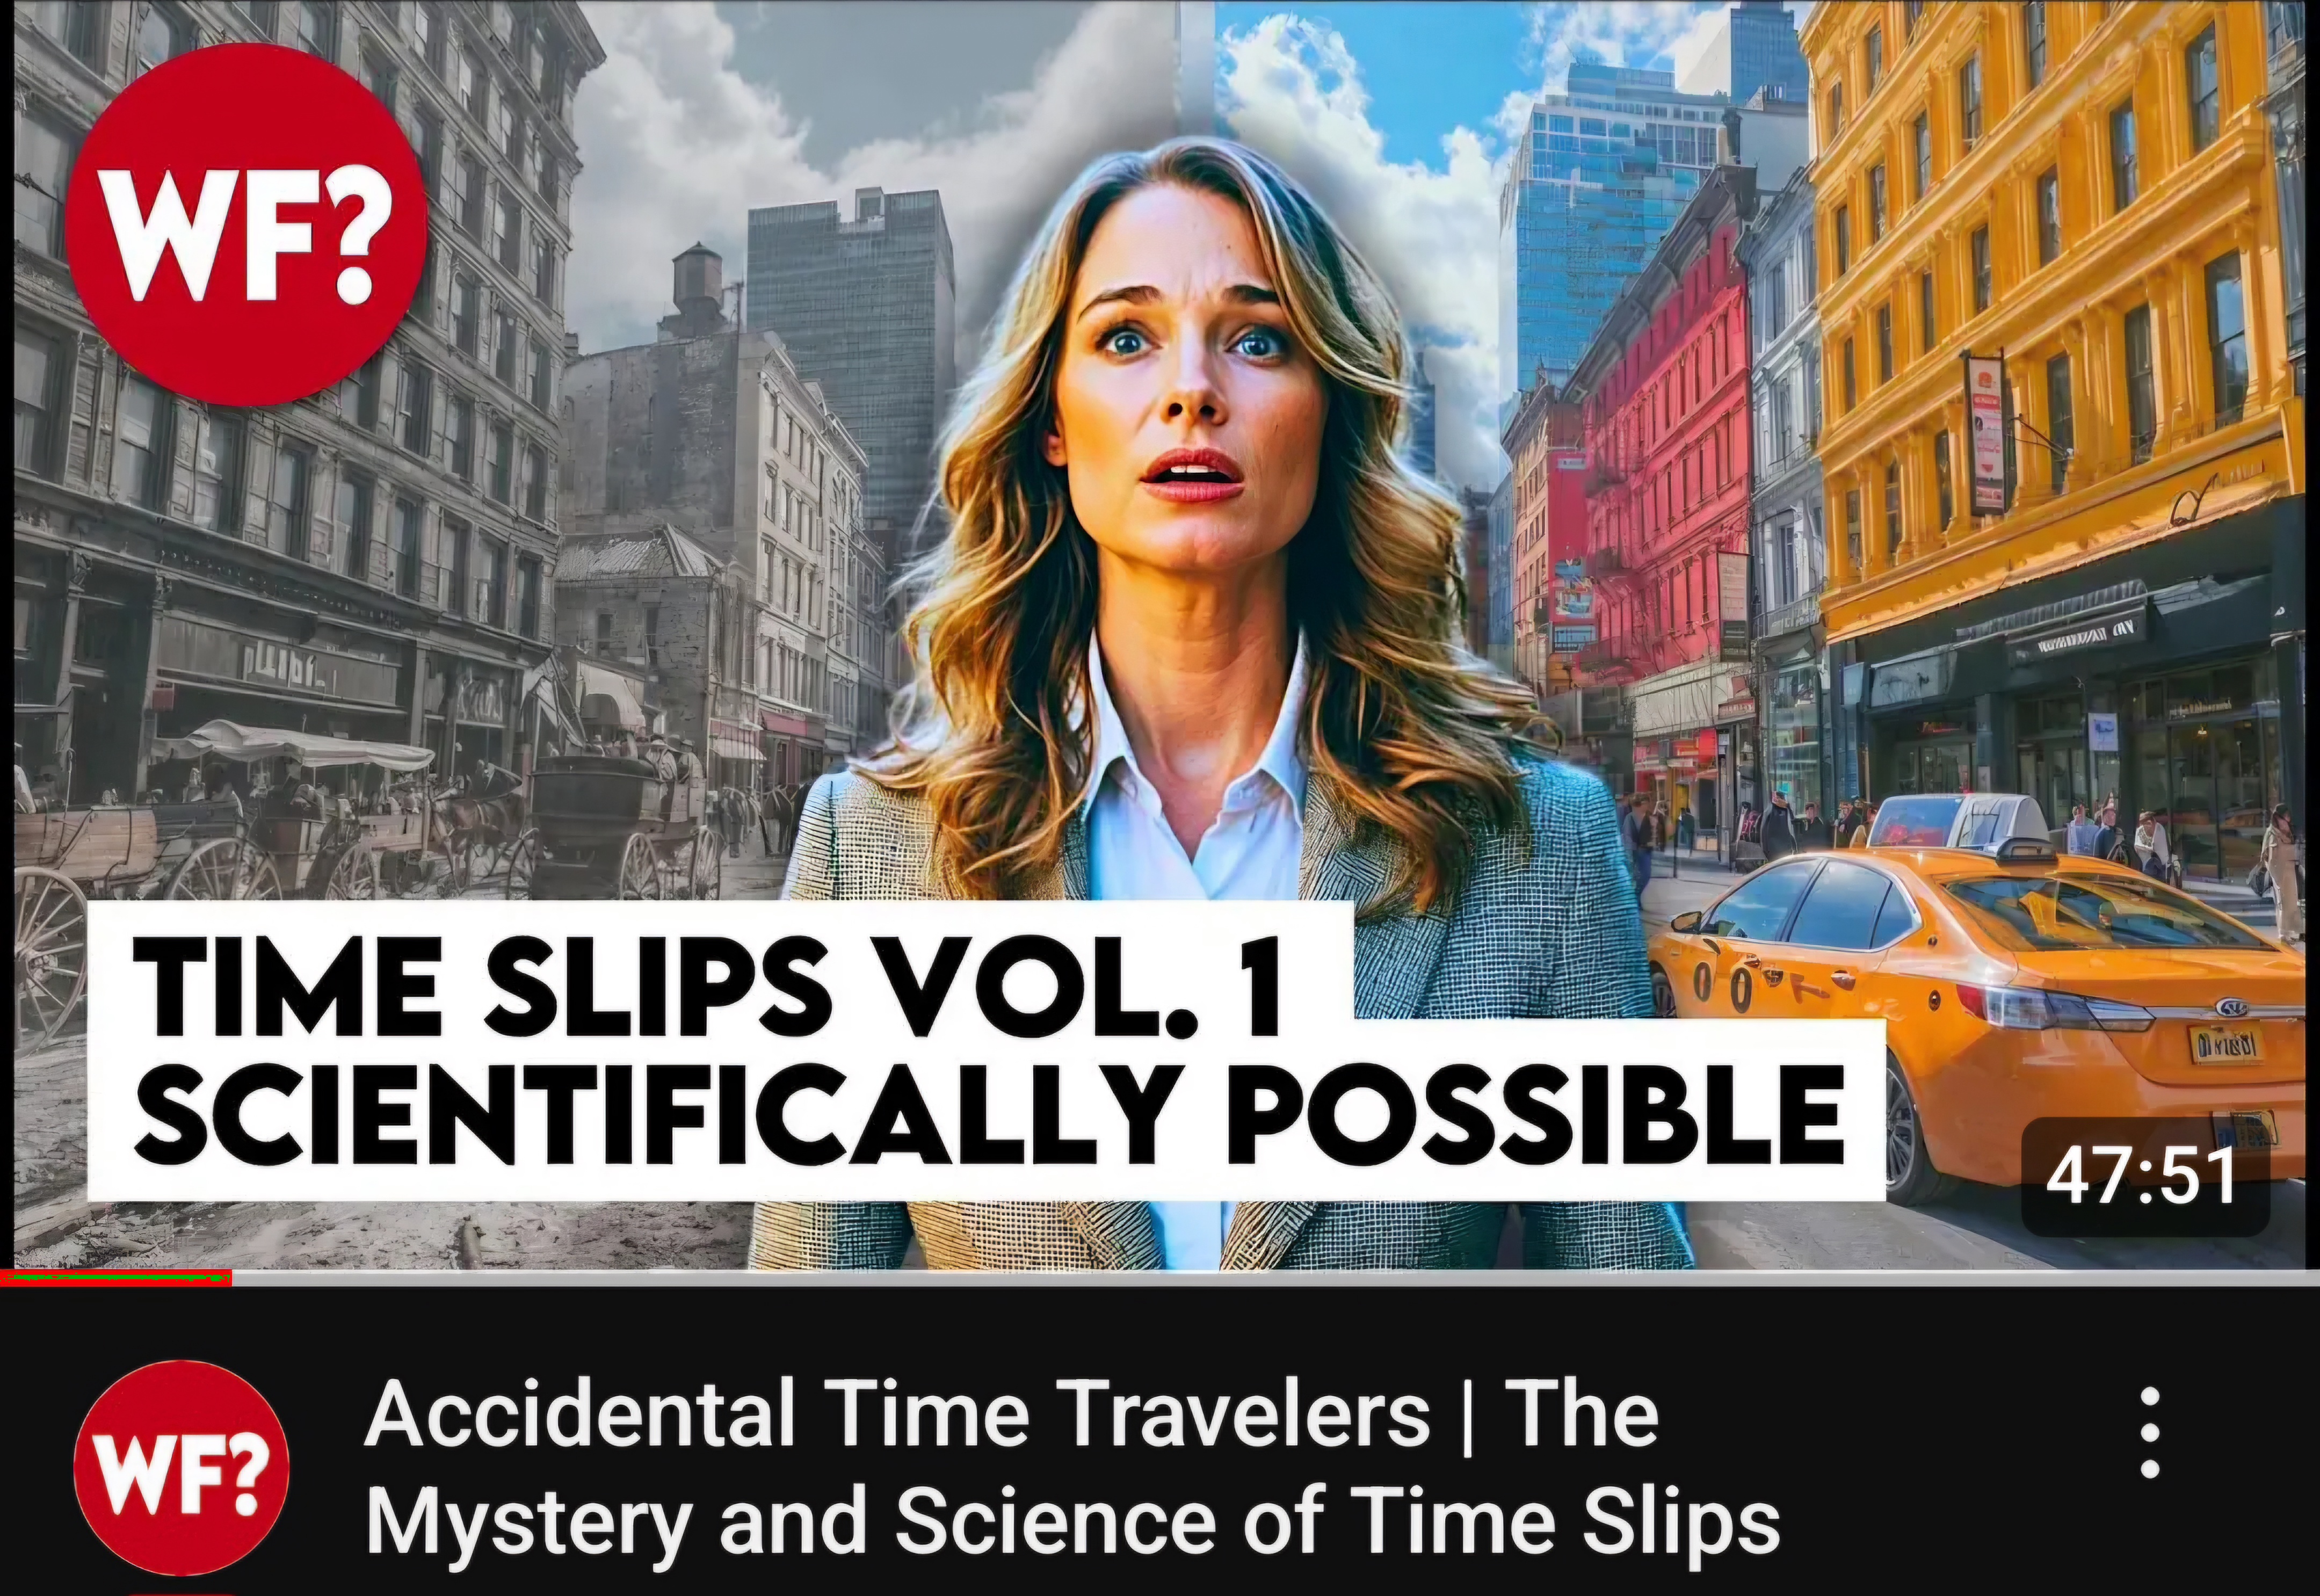 WF?
TIME SLIPS VOL. 1
SCIENTIFICALLY POSSIBLE
47:51
WF?
Accidental Time Travelers | The
Mystery and Science of Time Slips